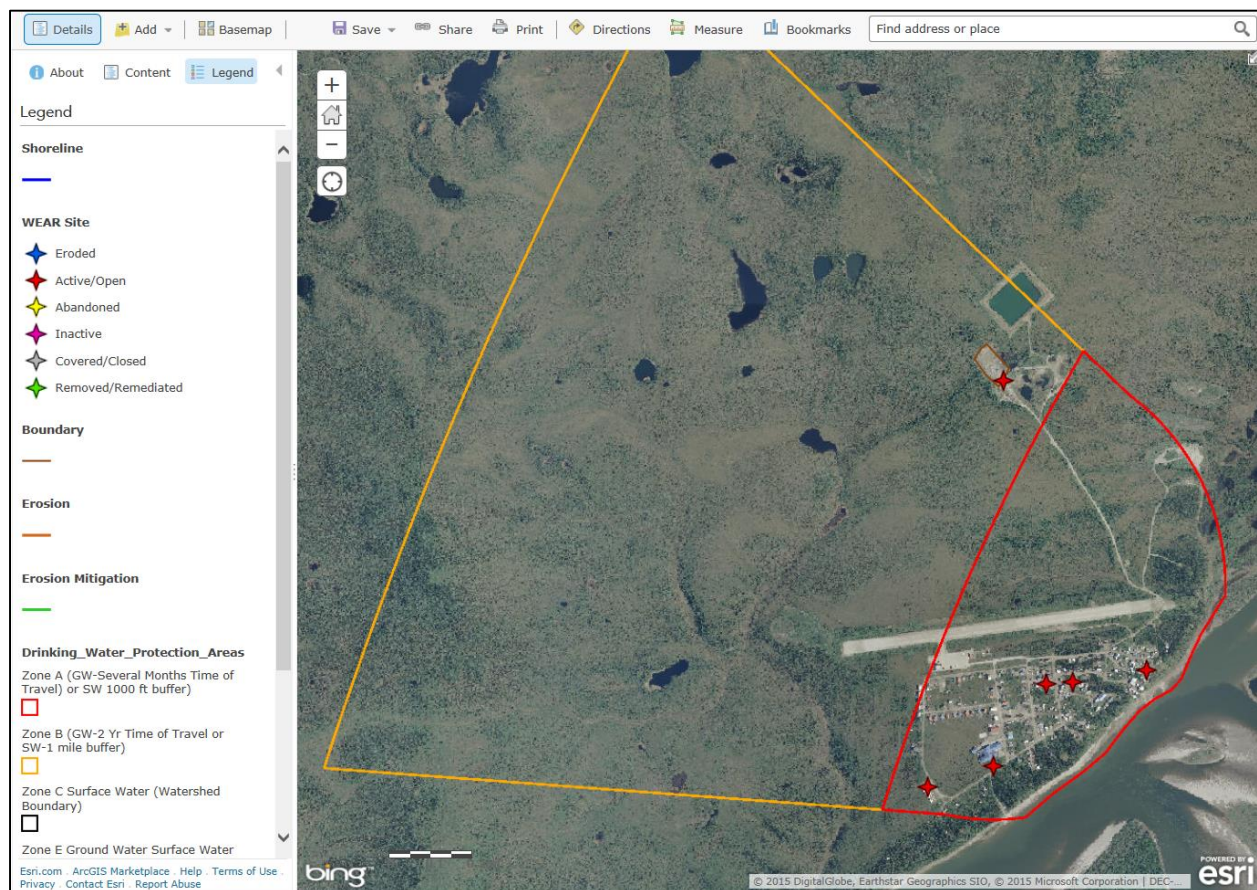 Details
Add
Basemap
Save
Share
Print
Directions
Measure
Bookmarks
Find address or place
About
Content
Legend
Legend
Shoreline
WEAR Site
Eroded
Active/Open
Abandoned
Inactive
Covered/Closed
Removed/Remediated
Boundary
Erosion
Erosion Mitigation
Drinking_Water_Protection_Areas
Zone A (GW-Several Months Time of
Travel) or SW 1000 ft buffer)
Zone B (GW-2 Yr Time of Travel or
SW-1 mile buffer)
Zone C Surface Water (Watershed
Boundary)
Zone E Ground Water Surface Water
Esri.com . ArcGIS Marketplace . Help . Terms of Use .
Privacy . Contact Esri . Report Abuse
bing
© 2015 DigitalGlobe, Earthstar Geographics SIO, © 2015 Microsoft Corporation | DEC-...
POWERED BY
esri